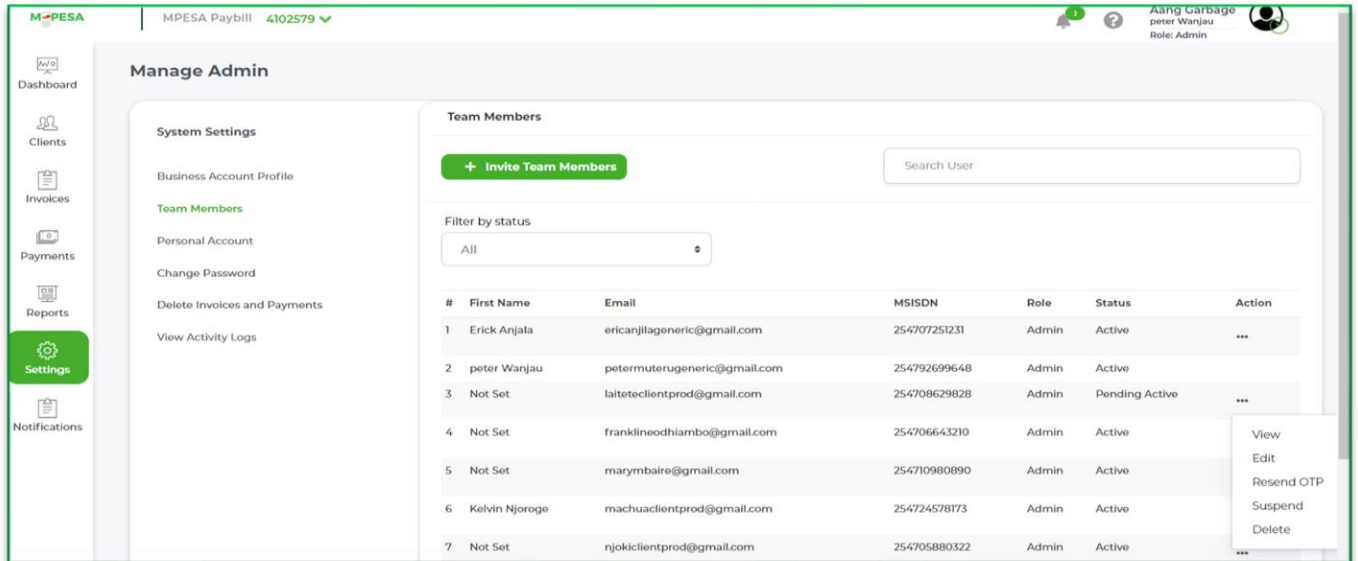 M-PESA
MPESA Paybill 4102579
Aang Garbage
peter Wanjau
Role: Admin
Dashboard
Clients
Invoices
Payments
Reports
Settings
Notifications
Manage Admin
System Settings
Business Account Profile
Team Members
Personal Account
Change Password
Delete Invoices and Payments
View Activity Logs
Team Members
+ Invite Team Members
Search User
Filter by status
All
# First Name Email MSISDN Role Status Action
1 Erick Anjala ericanjilageneric@gmail.com 254707251231 Admin Active ...
2 peter Wanjau petermuterugeneric@gmail.com 254792699648 Admin Active
3 Not Set laiteteclientprod@gmail.com 254708629828 Admin Pending Active ...
4 Not Set franklineodhiambo@gmail.com 254706643210 Admin Active
5 Not Set marymbaire@gmail.com 254710980890 Admin Active
6 Kelvin Njoroge machuaclientprod@gmail.com 254724578173 Admin Active
7 Not Set njokiclientprod@gmail.com 254705880322 Admin Active ...
View
Edit
Resend OTP
Suspend
Delete